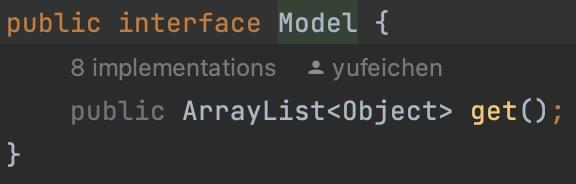 public interface Model {
8 implementations yufeichen
public ArrayList<Object> get();
}